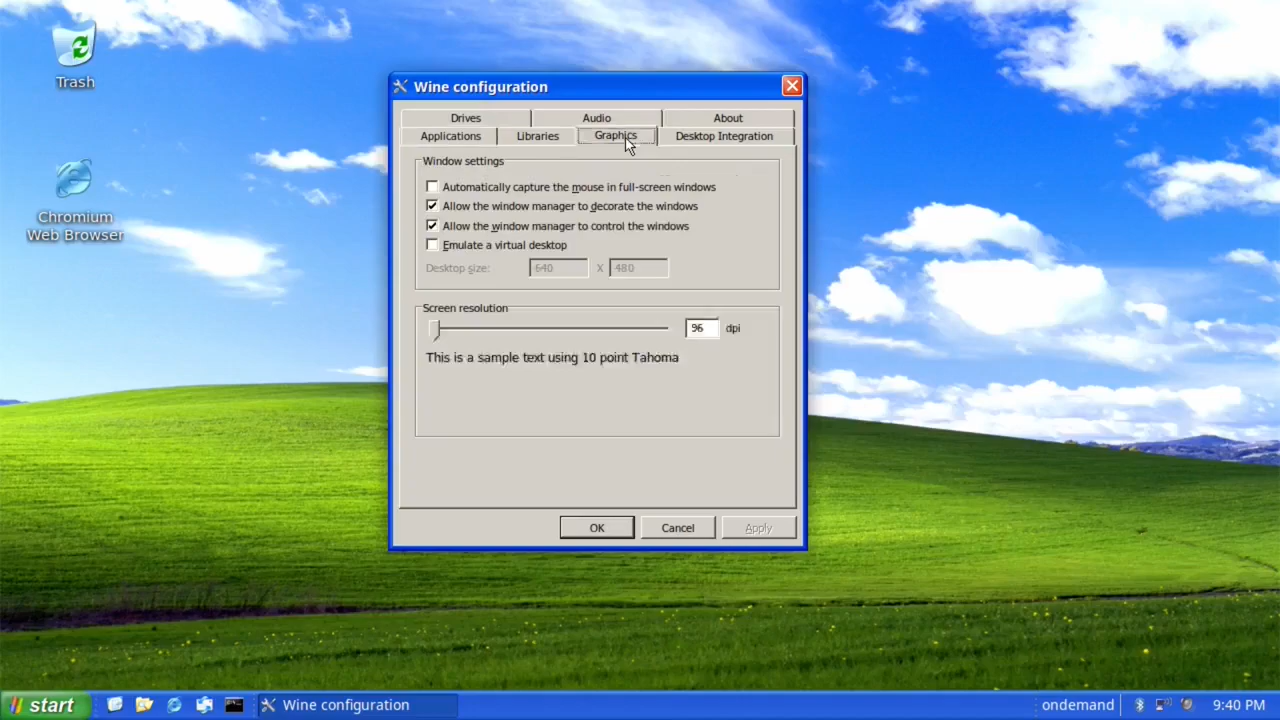 Trash
Chromium
Web Browser
Wine configuration
Drives Audio About
Applications Libraries Graphics Desktop Integration
Window settings
Automatically capture the mouse in full-screen windows
Allow the window manager to decorate the windows
Allow the window manager to control the windows
Emulate a virtual desktop
Desktop size: 640 X 480
Screen resolution
96 dpi
This is a sample text using 10 point Tahoma
OK Cancel Apply
start Wine configuration ondemand 9:40 PM